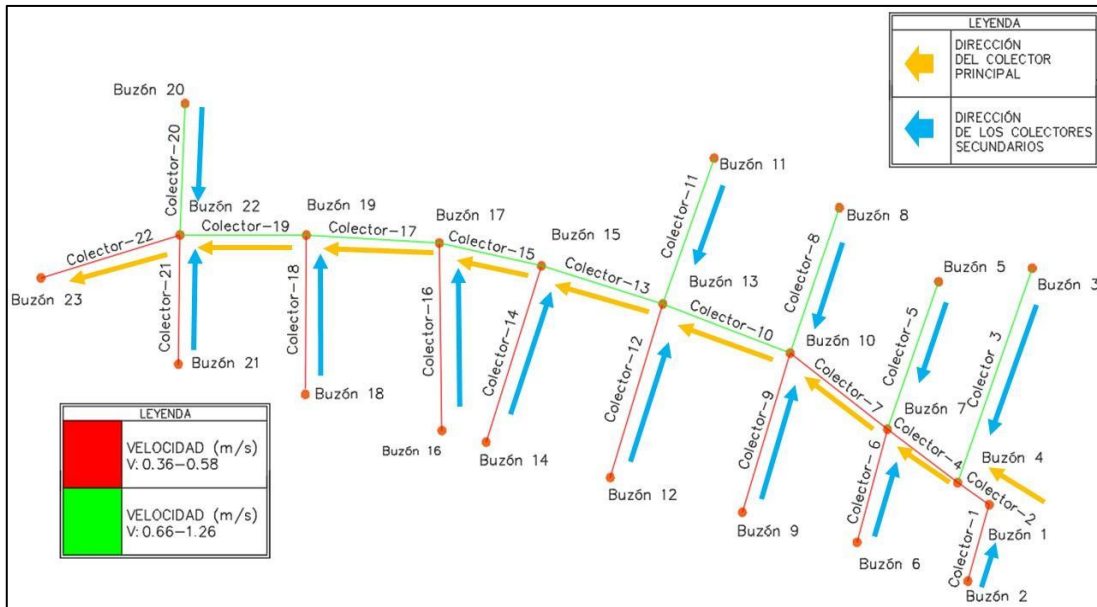 LEYENDA
DIRECCIÓN
DEL COLECTOR
PRINCIPAL
DIRECCIÓN
DE LOS COLECTORES
SECUNDARIOS
Buzón 20
Colector-20
Buzón 22
Colector-22
Colector-19
Buzón 19
Colector-17
Buzón 17
Colector-15
Buzón 15
Colector-13
Buzón 11
Colector-11
Buzón 13
Colector-10
Buzón 8
Colector-8
Buzón 10
Colector-7
Buzón 5
Colector-5
Buzón 7
Colector-4
Buzón 3
Colector 3
Buzón 4
Colector-2
Buzón 23
Colector-21
Buzón 21
Colector-18
Buzón 18
Colector-16
Buzón 16
Colector-14
Buzón 14
Colector-12
Buzón 12
Colector-9
Buzón 9
Colector- 6
Buzón 6
Colector-1
Buzón 1
Buzón 2
LEYENDA
VELOCIDAD (m/s)
V: 0.36-0.58
VELOCIDAD (m/s)
V: 0.66-1.26